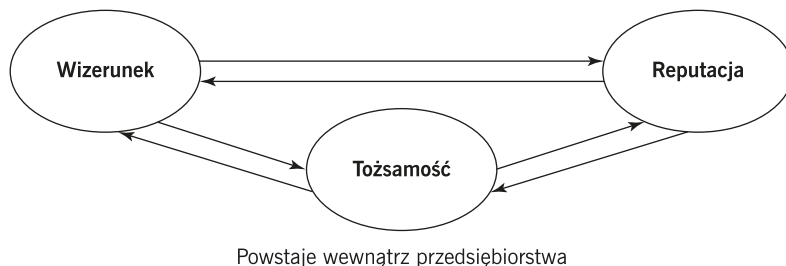 Wizerunek
Reputacja
Tożsamość
Powstaje wewnątrz przedsiębiorstwa